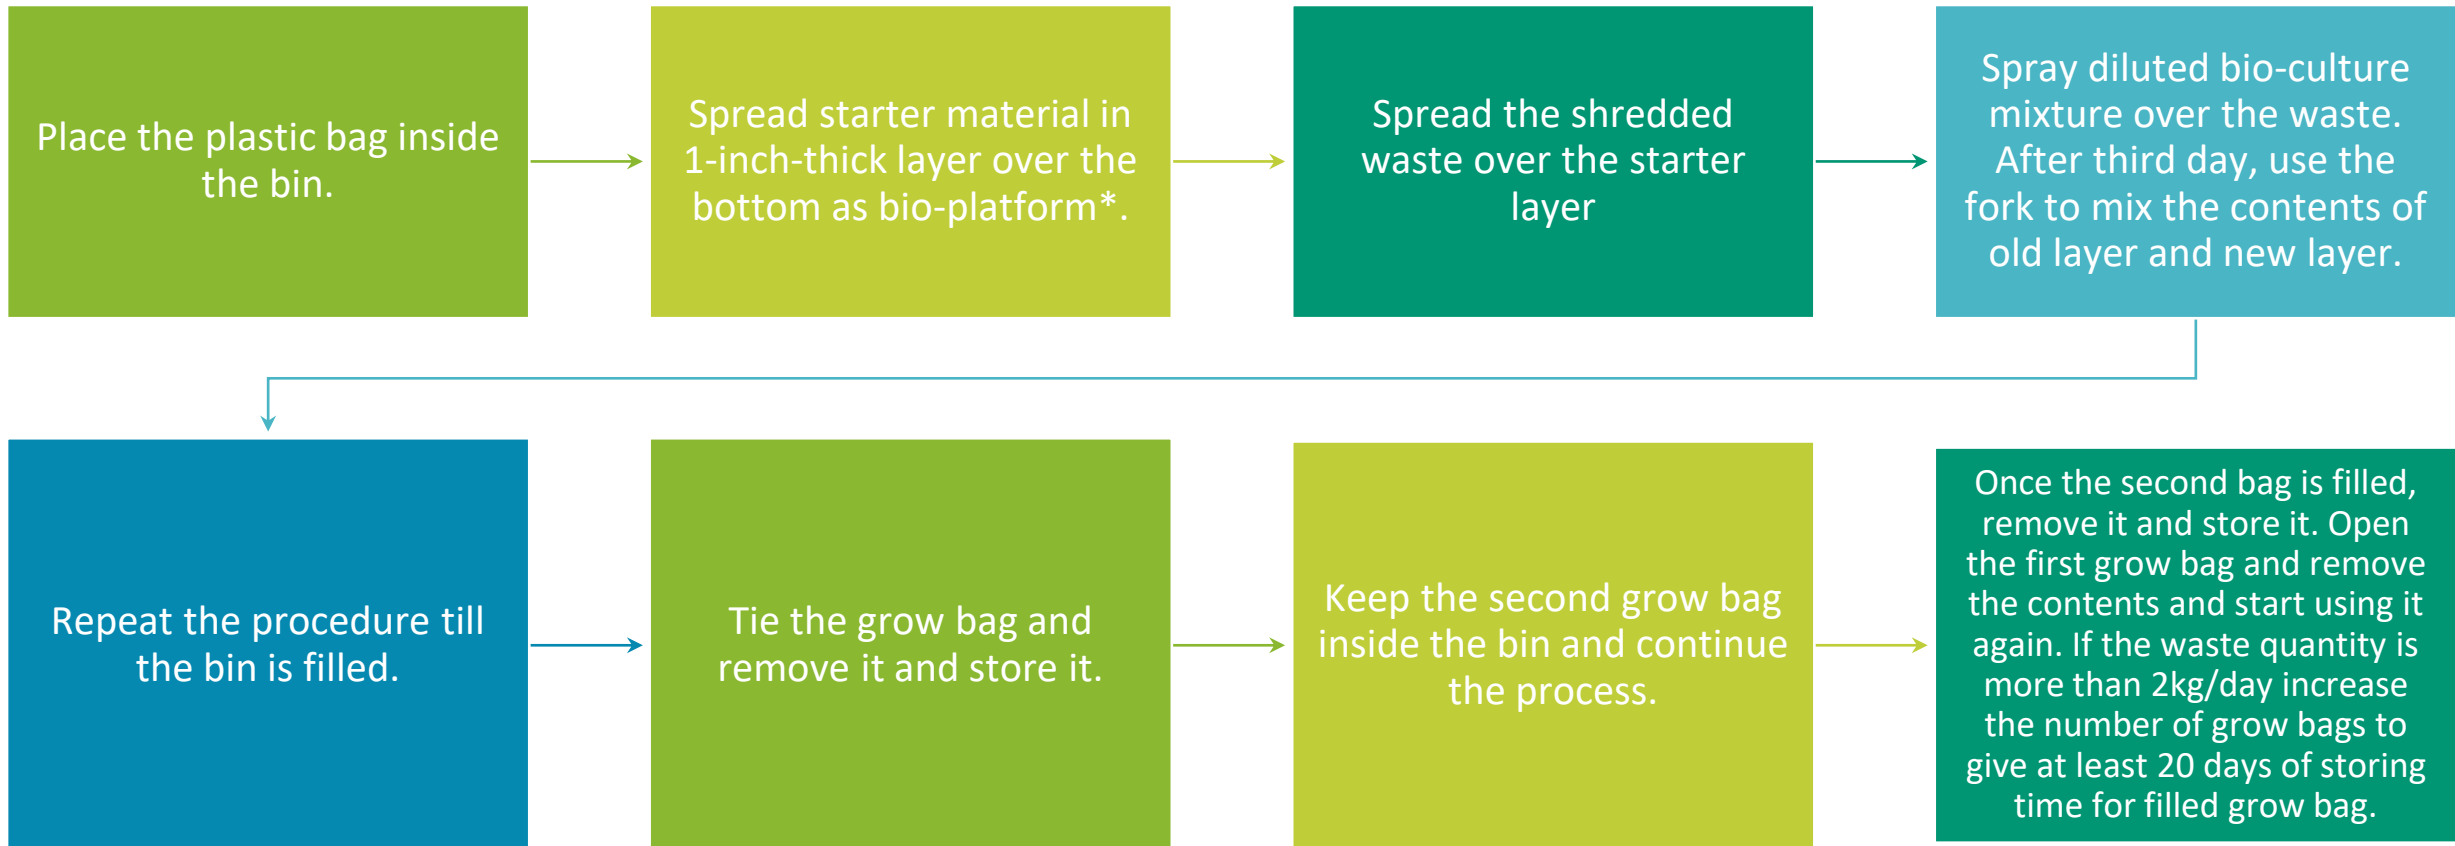 Place the plastic bag inside
the bin.
Spread starter material in
1-inch-thick layer over the
bottom as bio-platform*.
Spread the shredded
waste over the starter
layer
Spray diluted bio-culture
mixture over the waste.
After third day, use the
fork to mix the contents of
old layer and new layer.
Repeat the procedure till
the bin is filled.
Tie the grow bag and
remove it and store it.
Keep the second grow bag
inside the bin and continue
the process.
Once the second bag is filled,
remove it and store it. Open
the first grow bag and remove
the contents and start using it
again. If the waste quantity is
more than 2kg/day increase
the number of grow bags to
give at least 20 days of storing
time for filled grow bag.